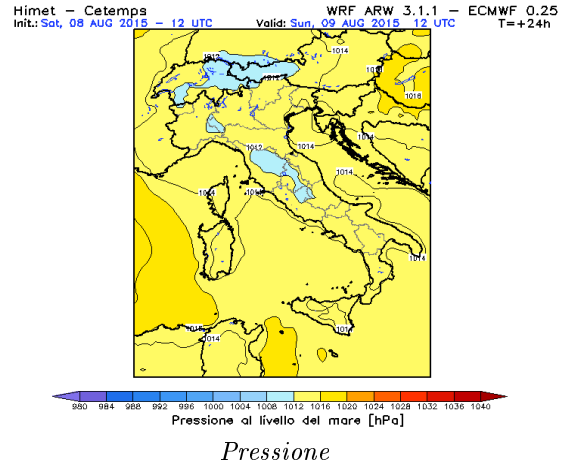 Himet – Cetemps WRF ARW 3.1.1 – ECMWF 0.25
Init.: Sat, 08 AUG 2015 – 12 UTC Valid: Sun, 09 AUG 2015 12 UTC T=+24h
1012
1014
1012
1016
1014
1012
1014
1014
1014
1014
1014
1014
980 984 988 992 996 1000 1004 1008 1012 1016 1020 1024 1028 1032 1036 1040
Pressione al livello del mare [hPa]
Pressione